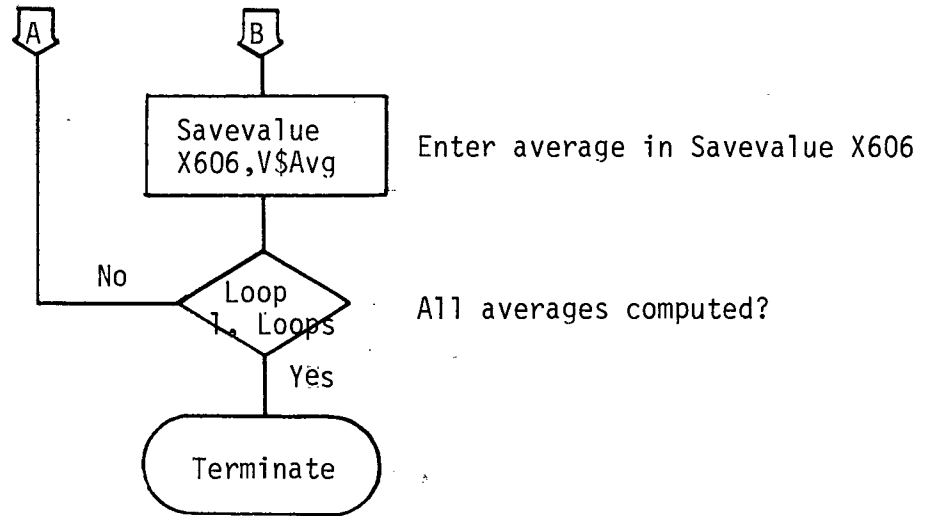 A
B
Savevalue
X606,V$Avg
Enter average in Savevalue X606
No
Loop
1, Loops
All averages computed?
Yes
Terminate